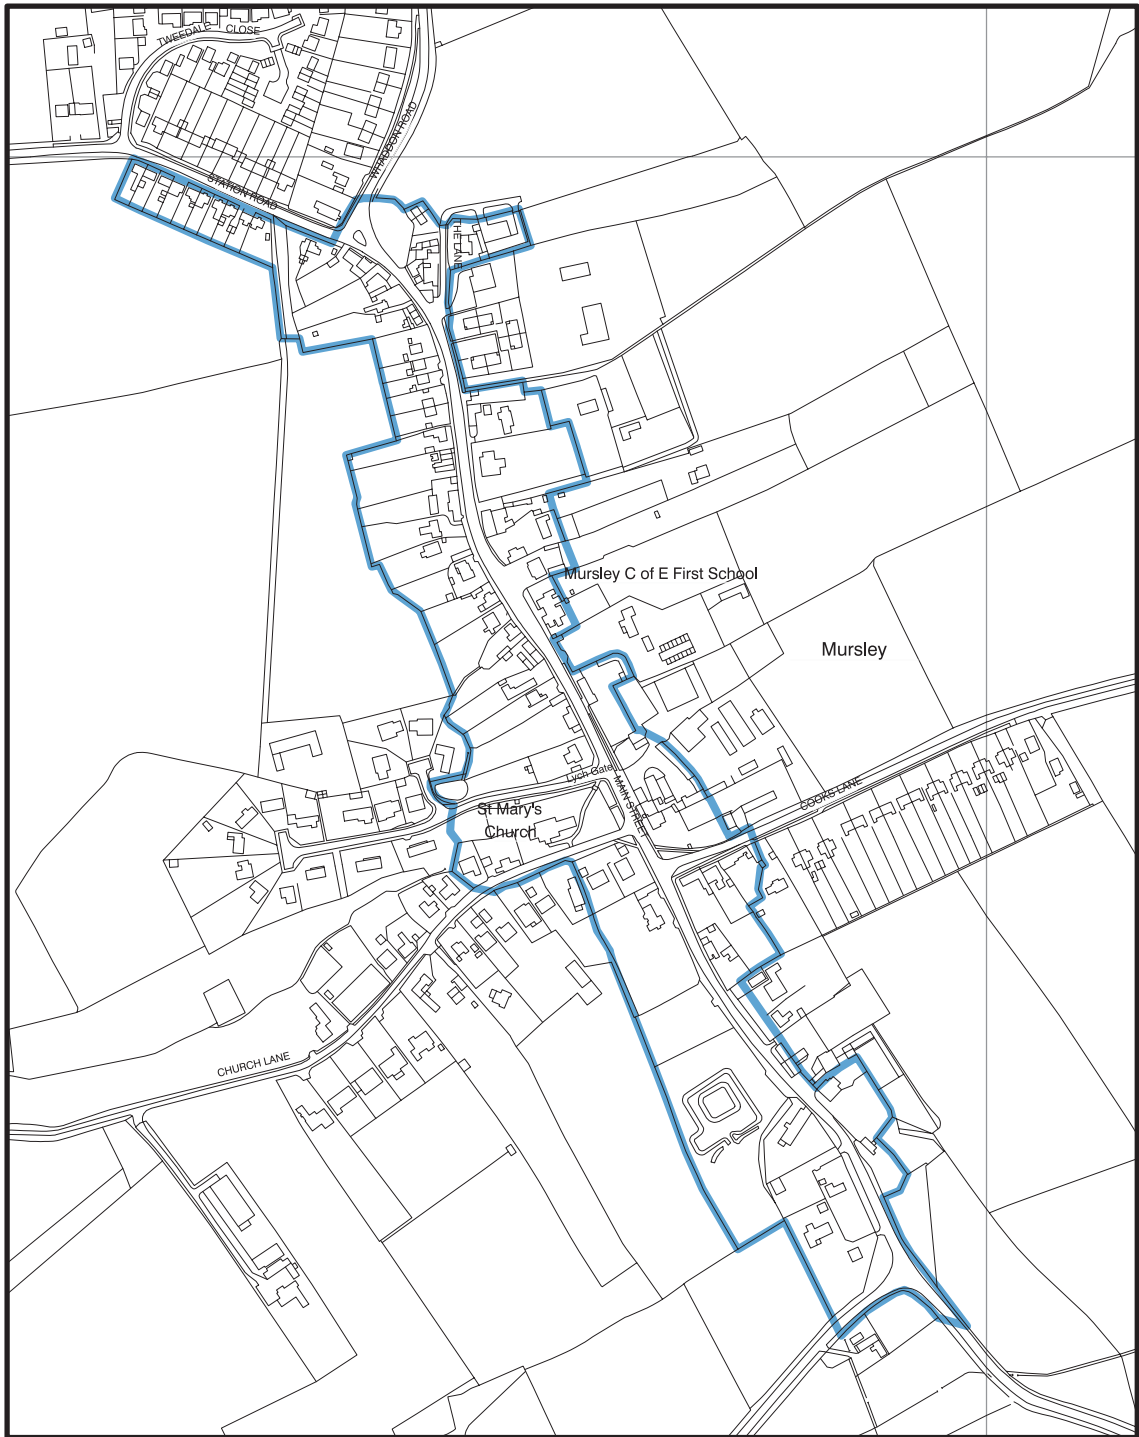 TWEEDALE CLOSE
WHADDON ROAD
STATION ROAD
THE LANE
Mursley C of E First School
Mursley
Lych Gate
MAIN STREET
COOKS LANE
St Mary's
Church
CHURCH LANE